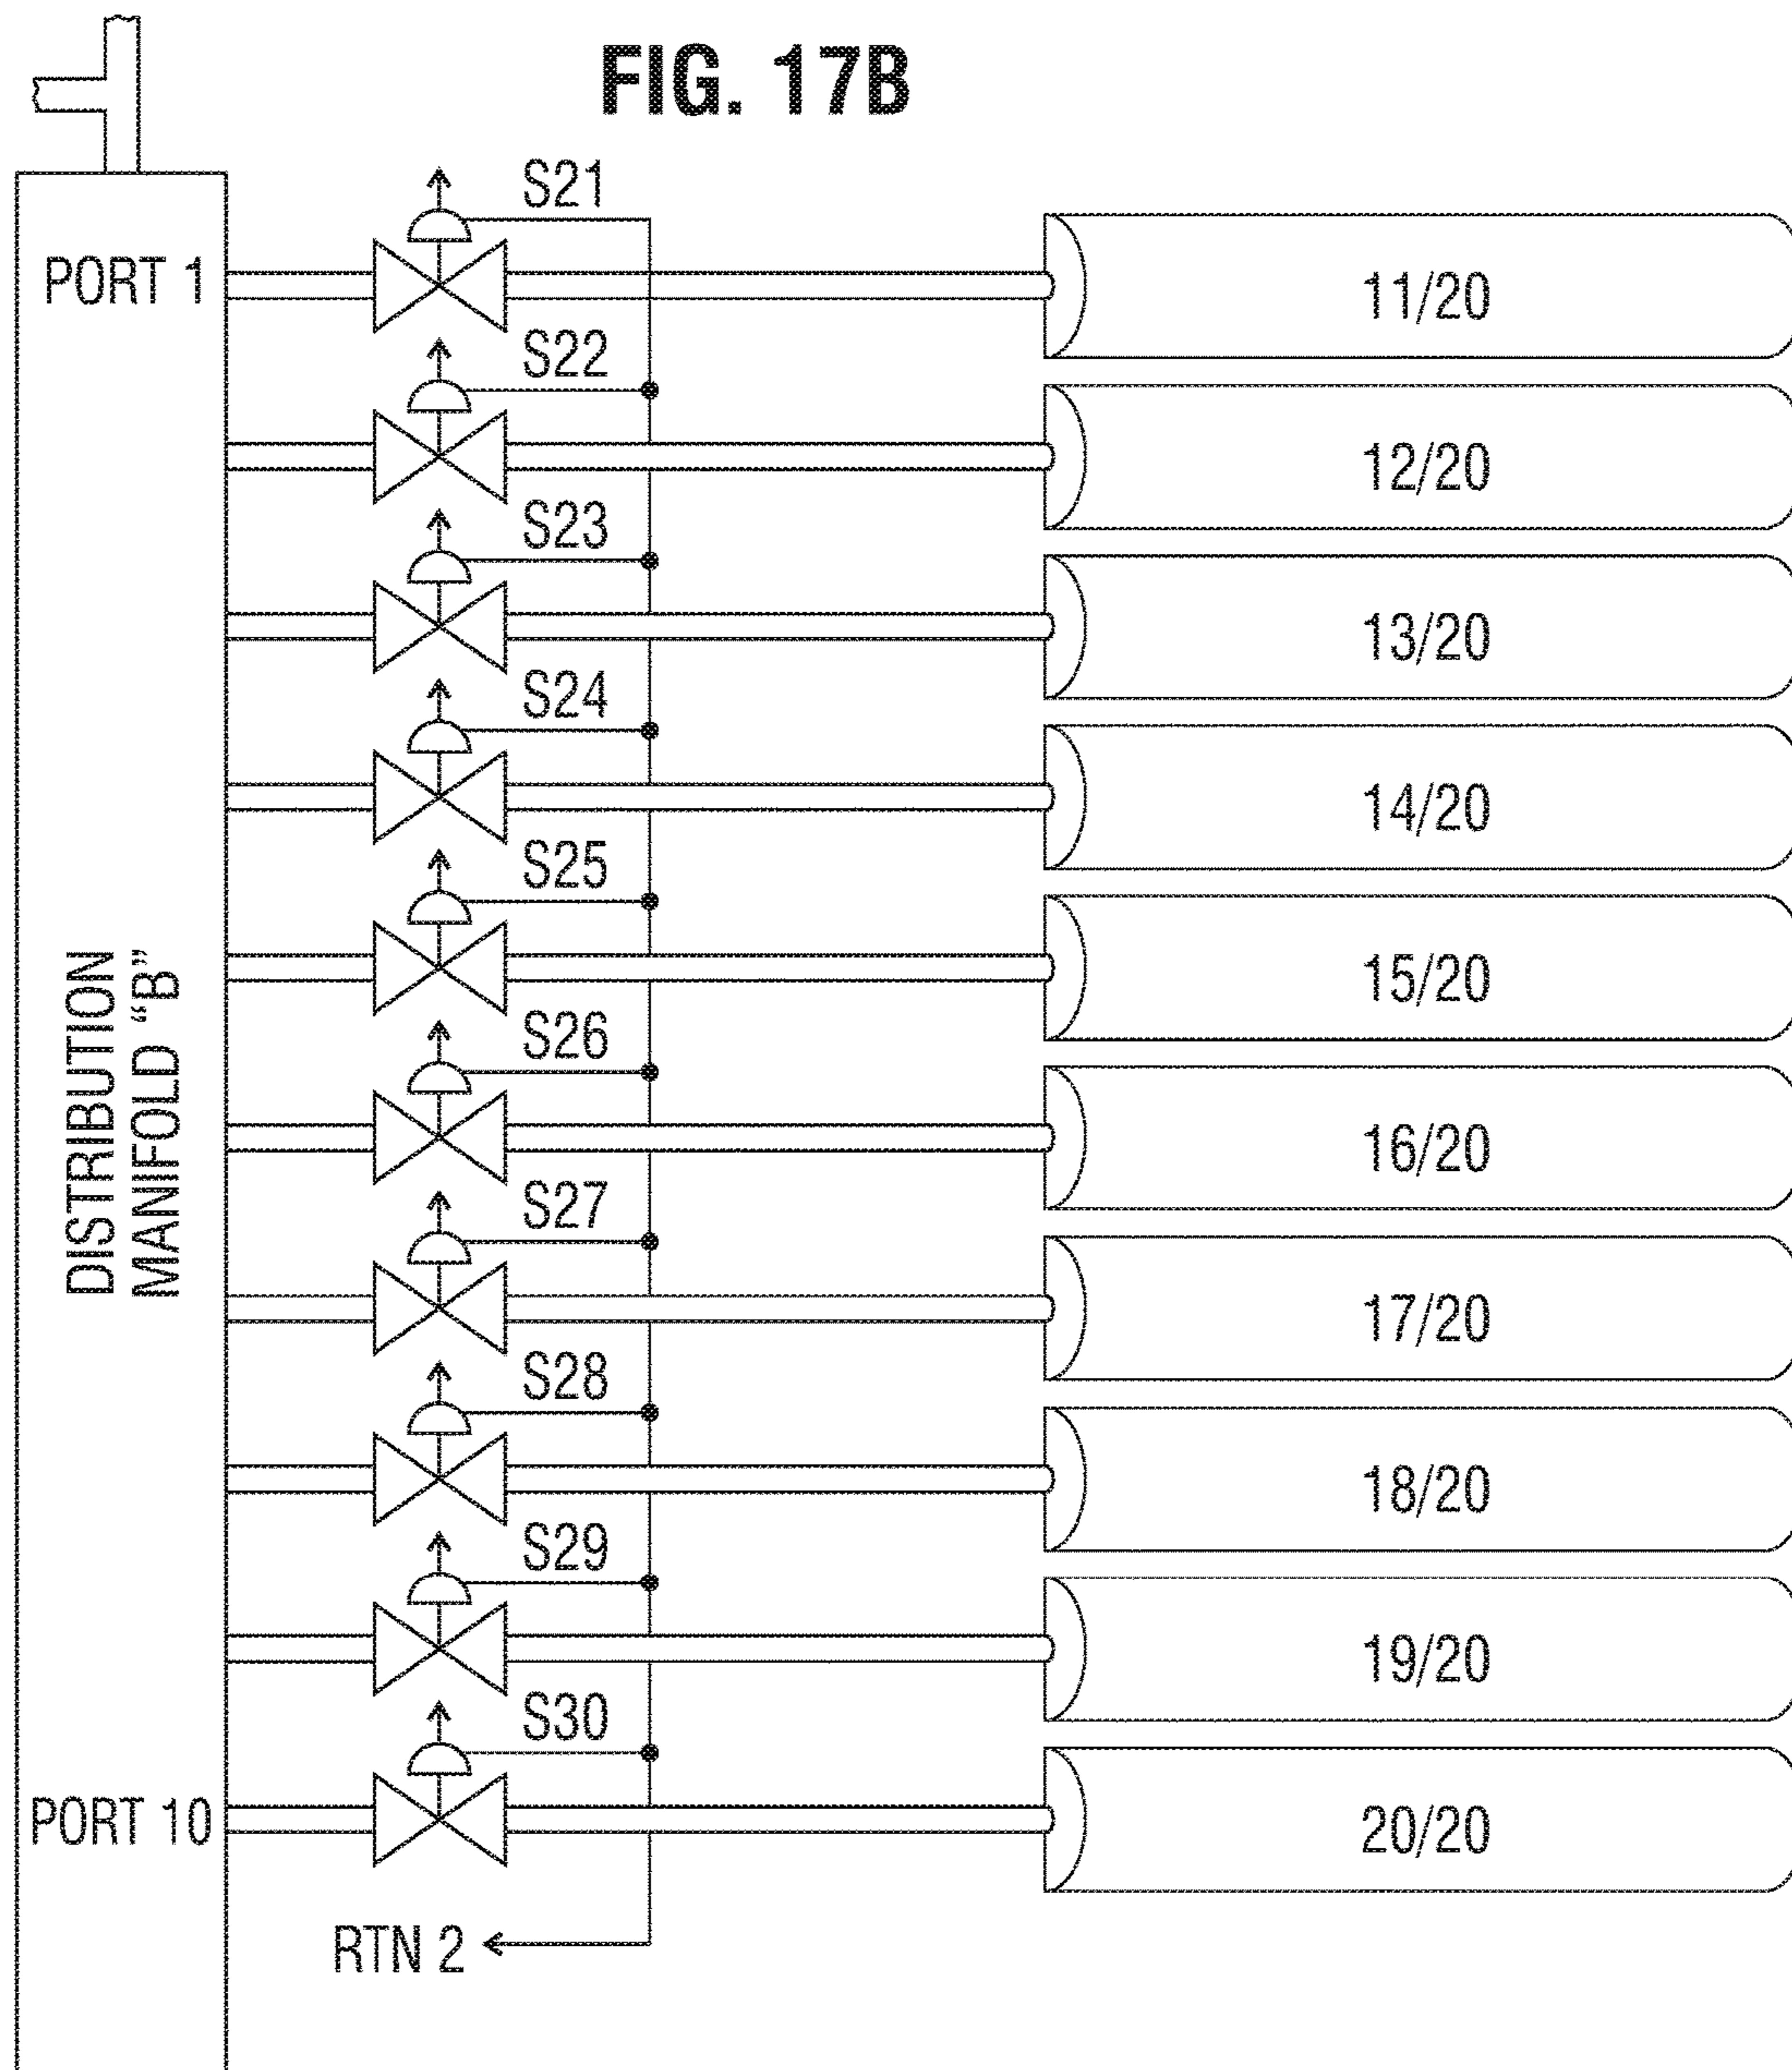 FIG. 17B
S21
PORT 1
11/20
S22
12/20
S23
13/20
S24
14/20
S25
15/20
DISTRIBUTION
MANIFOLD “B”
S26
16/20
S27
17/20
S28
18/20
S29
19/20
S30
PORT 10
20/20
RTN 2